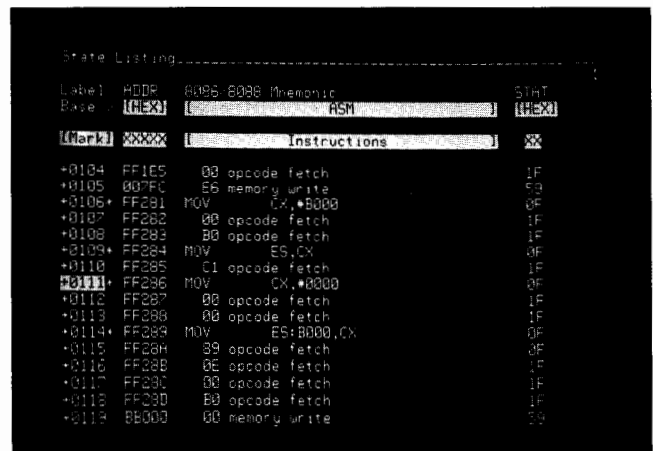 State Listing
Label ADDR 8086/8088 Mnemonic STAT
Base [HEX] [ ASM ] [HEX]
[Mark] XXXXX [ Instructions ] XX
+0104 FF1E5 00 opcode fetch 1F
+0105 007FC E6 memory write 59
+0106+ FF281 MOV CX,#B000 0F
+0107 FF282 00 opcode fetch 1F
+0108 FF283 B0 opcode fetch 1F
+0109+ FF284 MOV ES,CX 0F
+0110 FF285 C1 opcode fetch 1F
+0111+ FF286 MOV CX,#0000 0F
+0112 FF287 00 opcode fetch 1F
+0113 FF288 00 opcode fetch 1F
+0114+ FF289 MOV ES:B000,CX 0F
+0115 FF28A 89 opcode fetch 0F
+0116 FF28B 0E opcode fetch 1F
+0117 FF28C 00 opcode fetch 1F
+0118 FF28D B0 opcode fetch 1F
+0119 BB000 00 memory write 59